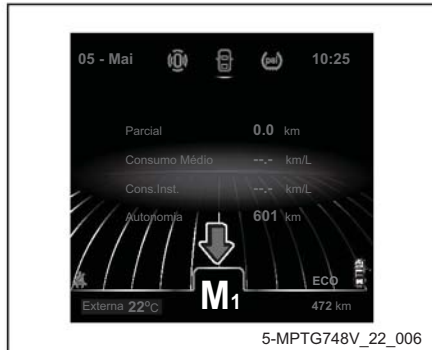 05 - Mai (psi) 10:25
Parcial 0.0 km
Consumo Médio --.- km/L
Cons.Inst. --.- km/L
Autonomia 601 km
ECO
Externa 22ºC M1 472 km
5-MPTG748V_22_006